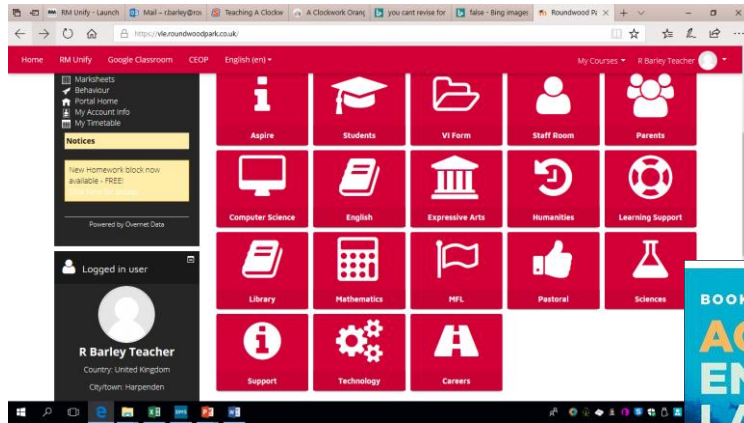 RM Unify - Launch
Mail – r.barley@ro
Teaching A Clockw
A Clockwork Orang
you cant revise for
false - Bing images
Roundwood Pa
https://vle.roundwoodpark.co.uk/
Home RM Unify Google Classroom CEOP English (en)
My Courses R Barley Teacher
Marksheets
Behaviour
Portal Home
My Account Info
My Timetable
Notices
New Homework block now
available - FREE!
Powered by Overnet Data
Logged in user
R Barley Teacher
Country: United Kingdom
City/town: Harpenden
Aspire Students VI Form Staff Room Parents
Computer Science English Expressive Arts Humanities Learning Support
Library Mathematics MFL Pastoral Sciences
Support Technology Careers
BOOK
AC
EN
LA